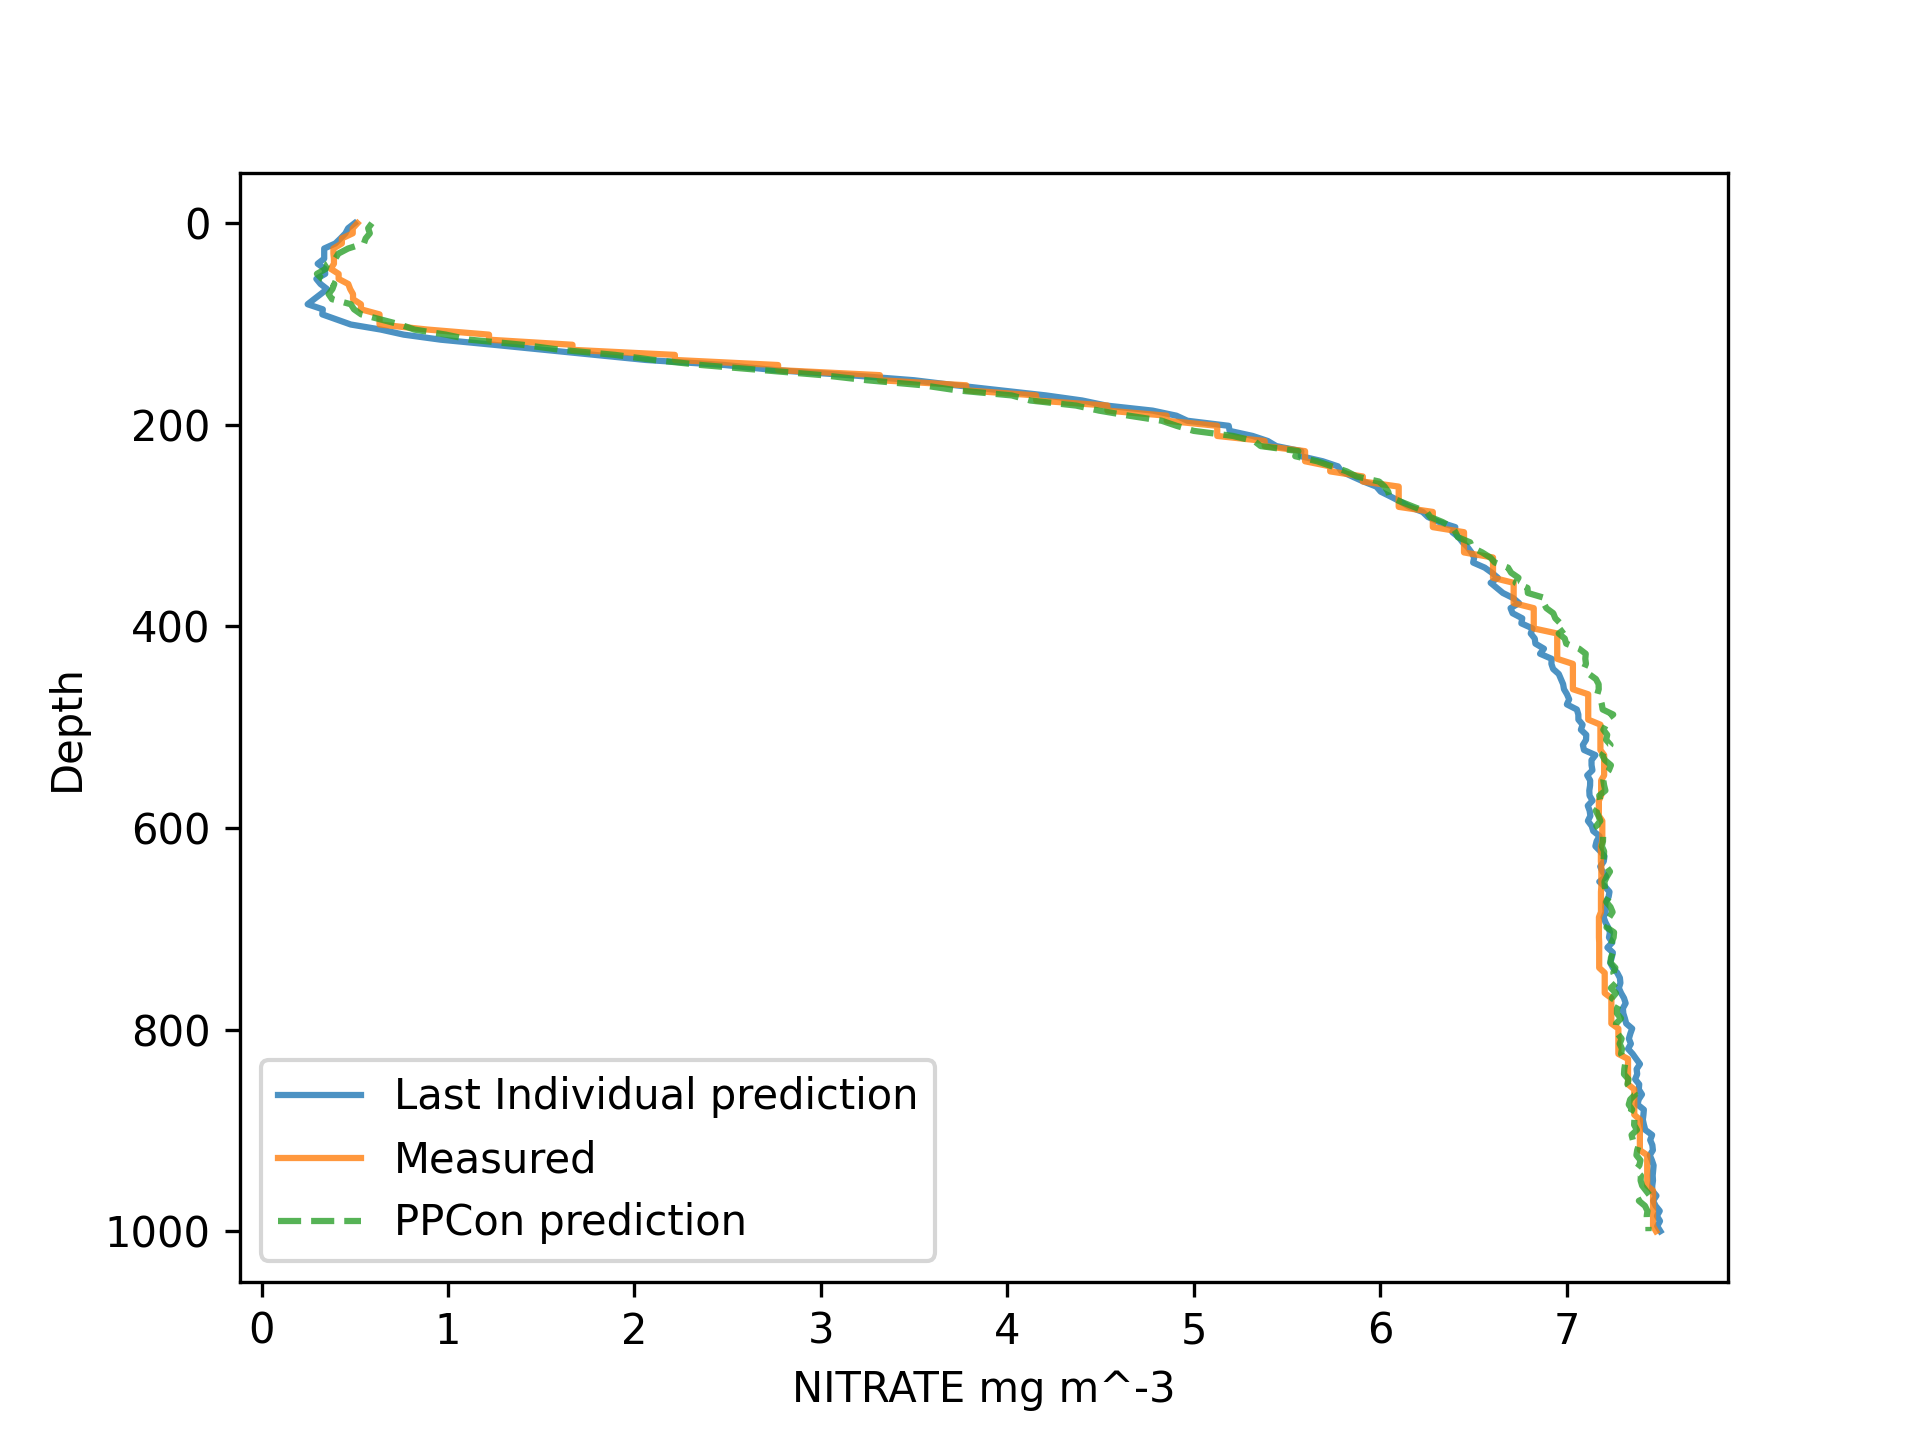 0
200
400
600
800
1000
Depth
Last Individual prediction
Measured
PPCon prediction
0 1 2 3 4 5 6 7
NITRATE mg m^-3